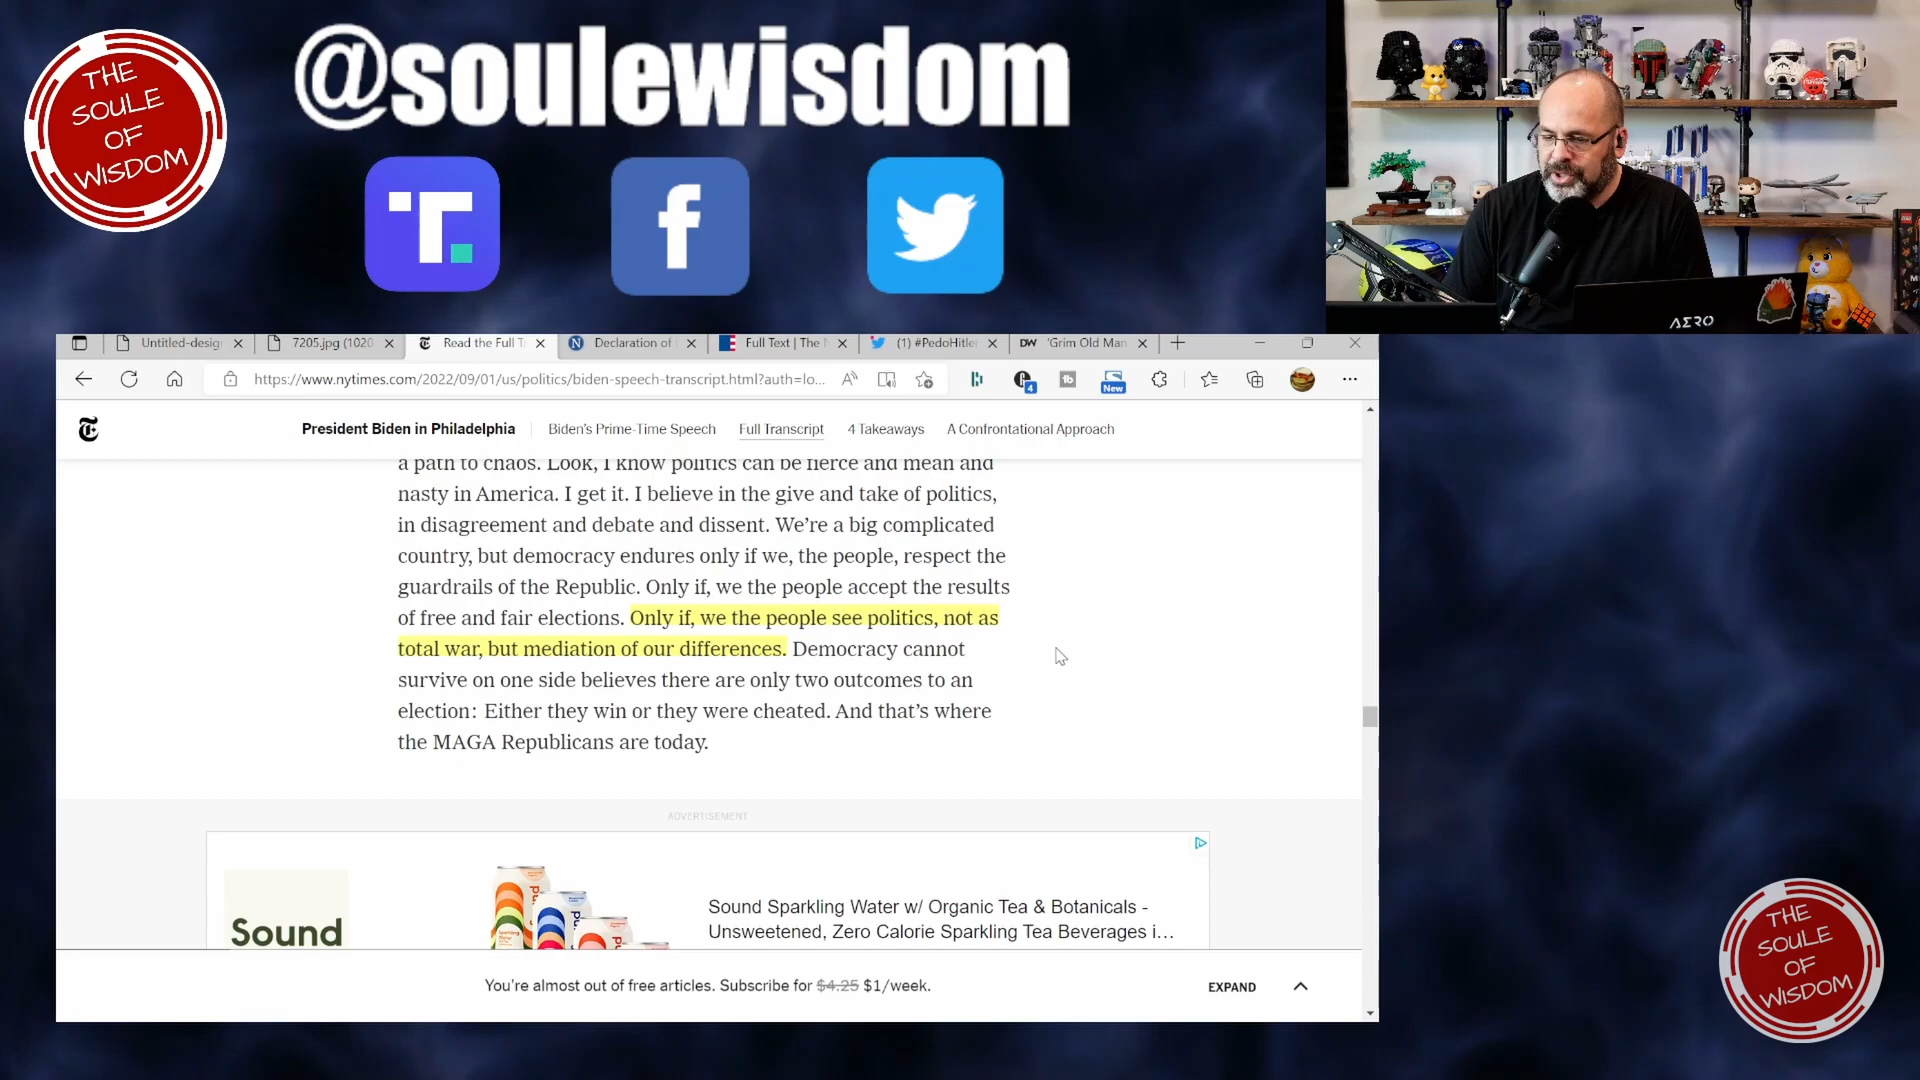 THE
SOULE
OF
WISDOM
@soulewisdom
Untitled-desig
7205.jpg (1020
Read the Full T
Declaration of
Full Text | The
(1) #PedoHitle
DW
'Grim Old Man
https://www.nytimes.com/2022/09/01/us/politics/biden-speech-transcript.html?auth=lo...
4
New
President Biden in Philadelphia
Biden's Prime-Time Speech
Full Transcript
4 Takeaways
A Confrontational Approach
a path to chaos. Look, I know politics can be fierce and mean and
nasty in America. I get it. I believe in the give and take of politics,
in disagreement and debate and dissent. We're a big complicated
country, but democracy endures only if we, the people, respect the
guardrails of the Republic. Only if, we the people accept the results
of free and fair elections. Only if, we the people see politics, not as
total war, but mediation of our differences. Democracy cannot
survive on one side believes there are only two outcomes to an
election: Either they win or they were cheated. And that's where
the MAGA Republicans are today.
ADVERTISEMENT
Sound
Sound Sparkling Water w/ Organic Tea & Botanicals -
Unsweetened, Zero Calorie Sparkling Tea Beverages i...
You're almost out of free articles. Subscribe for $4.25 $1/week.
EXPAND
AERO
THE
SOULE
OF
WISDOM